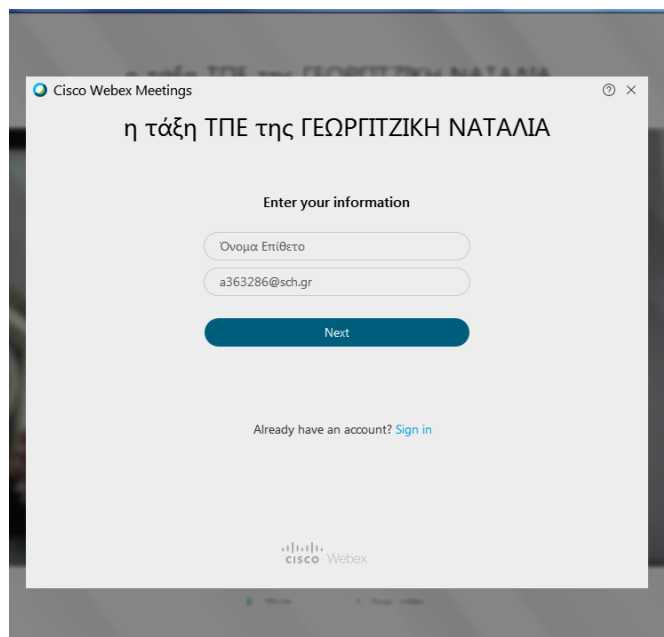 Cisco Webex Meetings
η τάξη ΤΠΕ της ΓΕΩΡΓΙΤΖΙΚΗ ΝΑΤΑΛΙΑ
Enter your information
Όνομα Επίθετο
a363286@sch.gr
Next
Already have an account? Sign in
cisco Webex